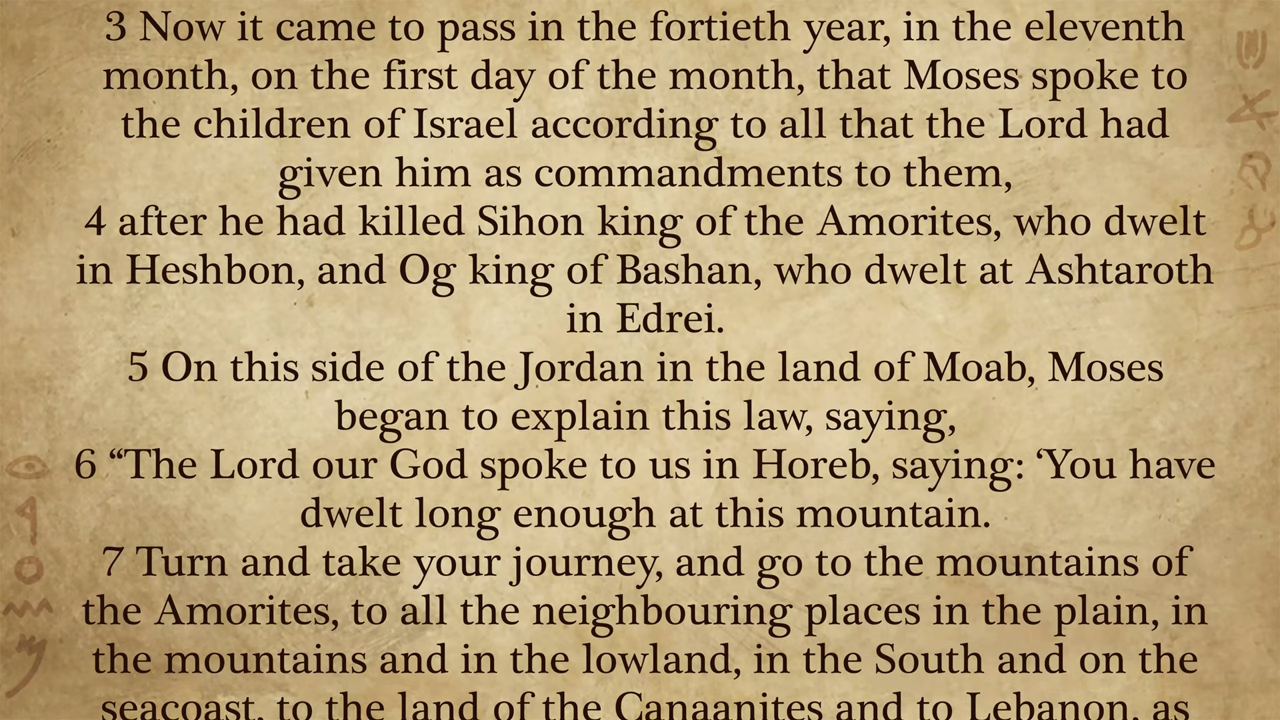 3 Now it came to pass in the fortieth year, in the eleventh
month, on the first day of the month, that Moses spoke to
the children of Israel according to all that the Lord had
given him as commandments to them,
4 after he had killed Sihon king of the Amorites, who dwelt
in Heshbon, and Og king of Bashan, who dwelt at Ashtaroth
in Edrei.
5 On this side of the Jordan in the land of Moab, Moses
began to explain this law, saying,
6 “The Lord our God spoke to us in Horeb, saying: ‘You have
dwelt long enough at this mountain.
7 Turn and take your journey, and go to the mountains of
the Amorites, to all the neighbouring places in the plain, in
the mountains and in the lowland, in the South and on the
seacoast, to the land of the Canaanites and to Lebanon, as